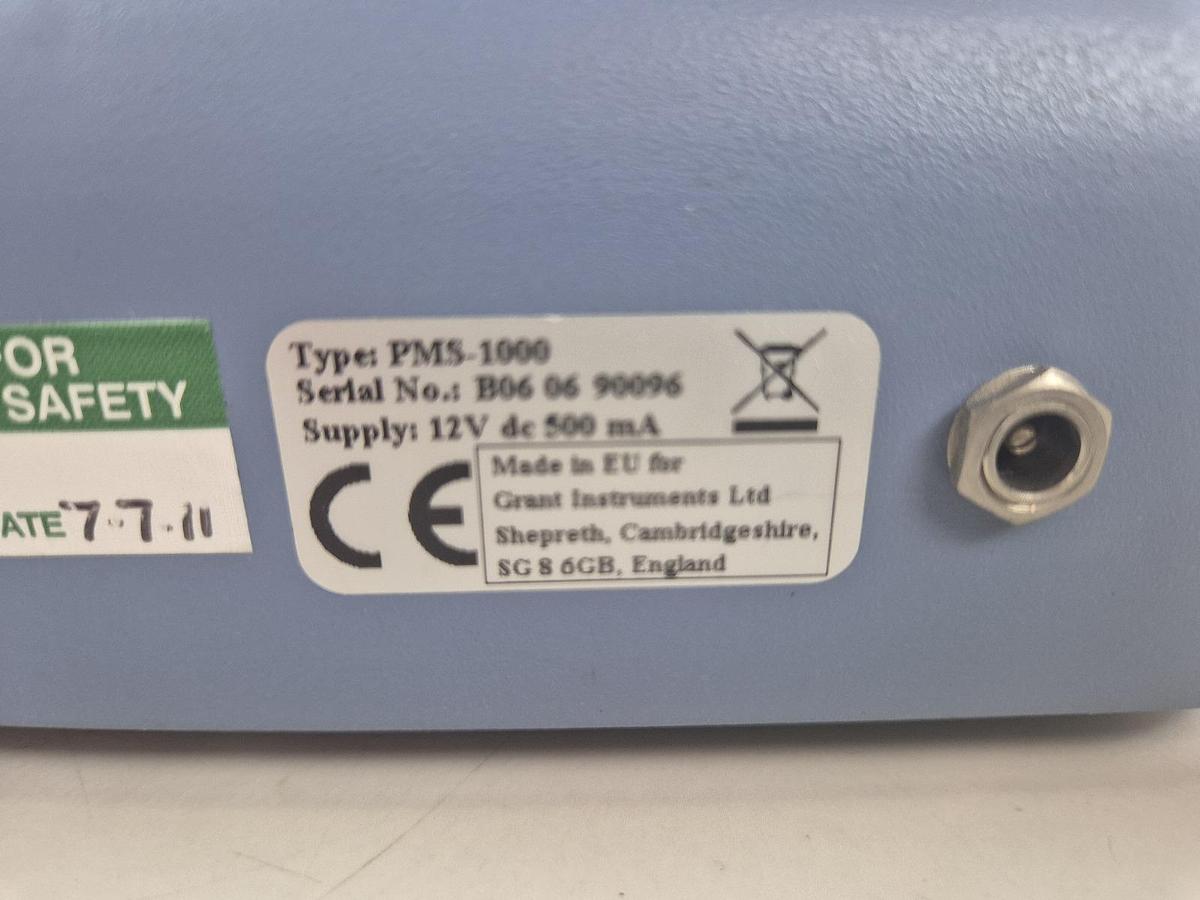 FOR
SAFETY
ATE 7.7.11
Type: PMS-1000
Serial No.: B06 06 90096
Supply: 12V dc 500 mA
CE
Made in EU for
Grant Instruments Ltd
Shepreth, Cambridgeshire,
SG 8 6GB, England